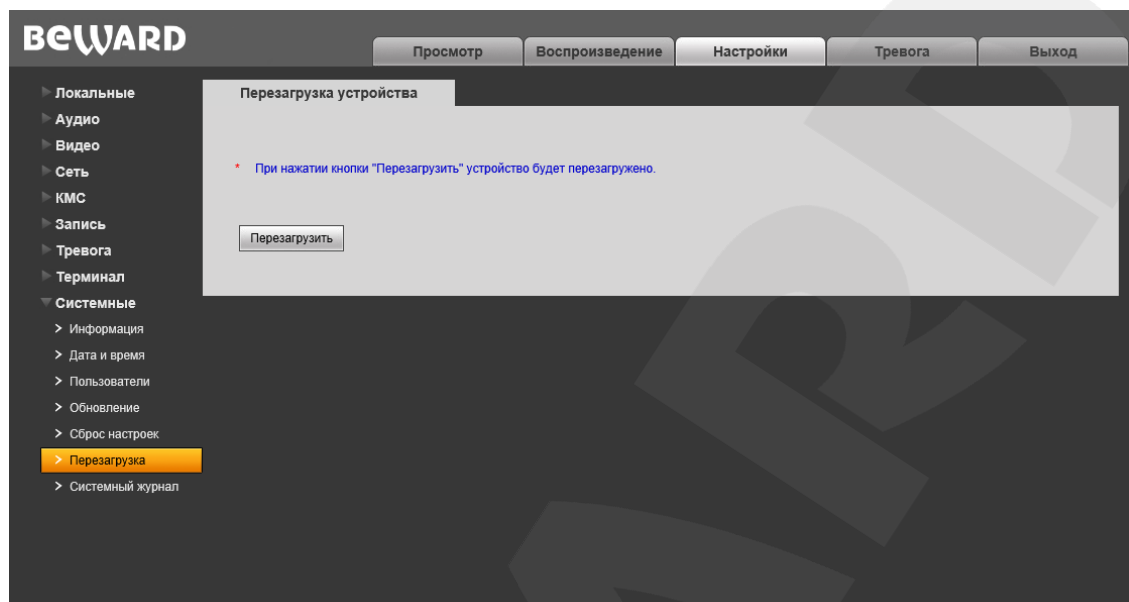 BEWARD
Просмотр Воспроизведение Настройки Тревога Выход
Локальные
Аудио
Видео
Сеть
КМС
Запись
Тревога
Терминал
Системные
> Информация
> Дата и время
> Пользователи
> Обновление
> Сброс настроек
> Перезагрузка
> Системный журнал
Перезагрузка устройства
* При нажатии кнопки "Перезагрузить" устройство будет перезагружено.
Перезагрузить